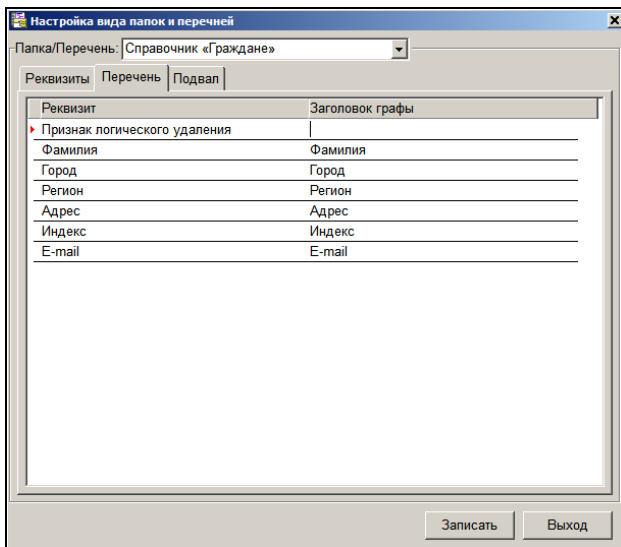 Настройка вида папок и перечней
Папка/Перечень: Справочник «Граждане»
Реквизиты Перечень Подвал
Реквизит Заголовок графы
Признак логического удаления
Фамилия Фамилия
Город Город
Регион Регион
Адрес Адрес
Индекс Индекс
E-mail E-mail
Записать Выход